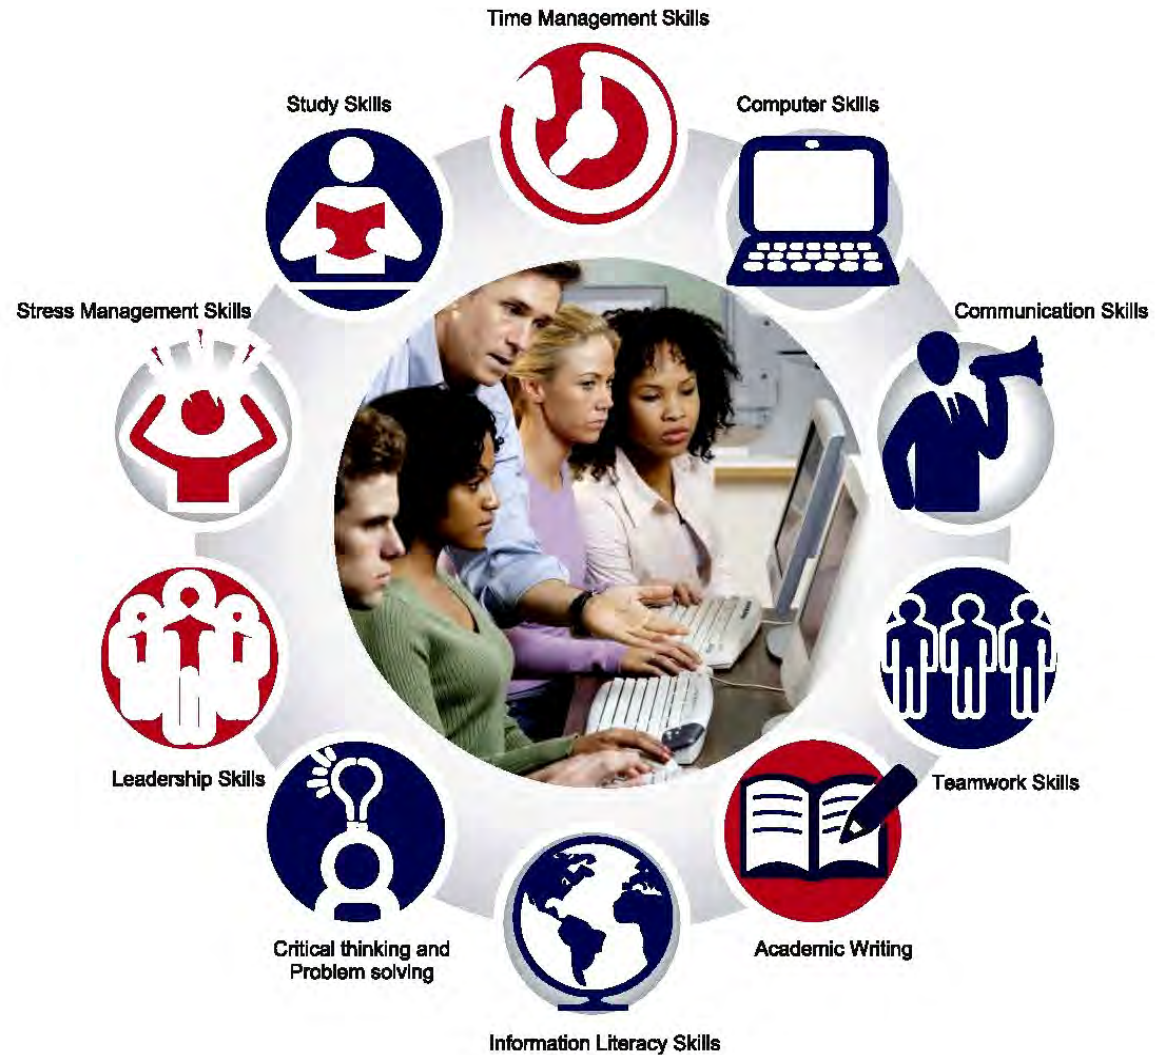 Time Management Skills
Study Skills
Computer Skills
Stress Management Skills
Communication Skills
Leadership Skills
Teamwork Skills
Critical thinking and
Problem solving
Academic Writing
Information Literacy Skills